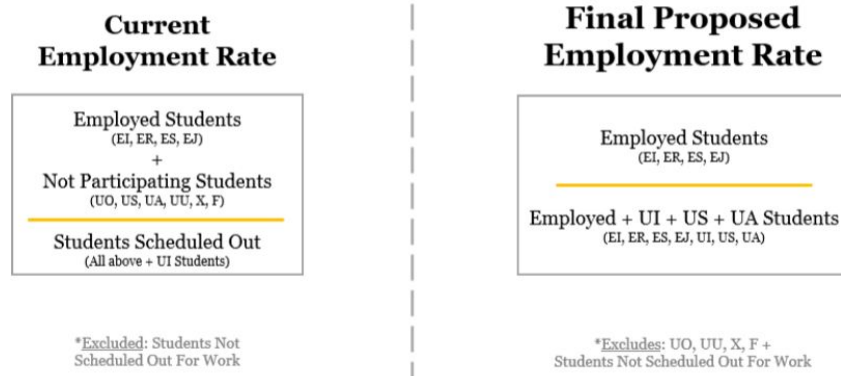 Current
Employment Rate
Employed Students
(EI, ER, ES, EJ)
+
Not Participating Students
(UO, US, UA, UU, X, F)
Students Scheduled Out
(All above + UI Students)
*Excluded: Students Not
Scheduled Out For Work
Final Proposed
Employment Rate
Employed Students
(EI, ER, ES, EJ)
Employed + UI + US + UA Students
(EI, ER, ES, EJ, UI, US, UA)
*Excludes: UO, UU, X, F +
Students Not Scheduled Out For Work